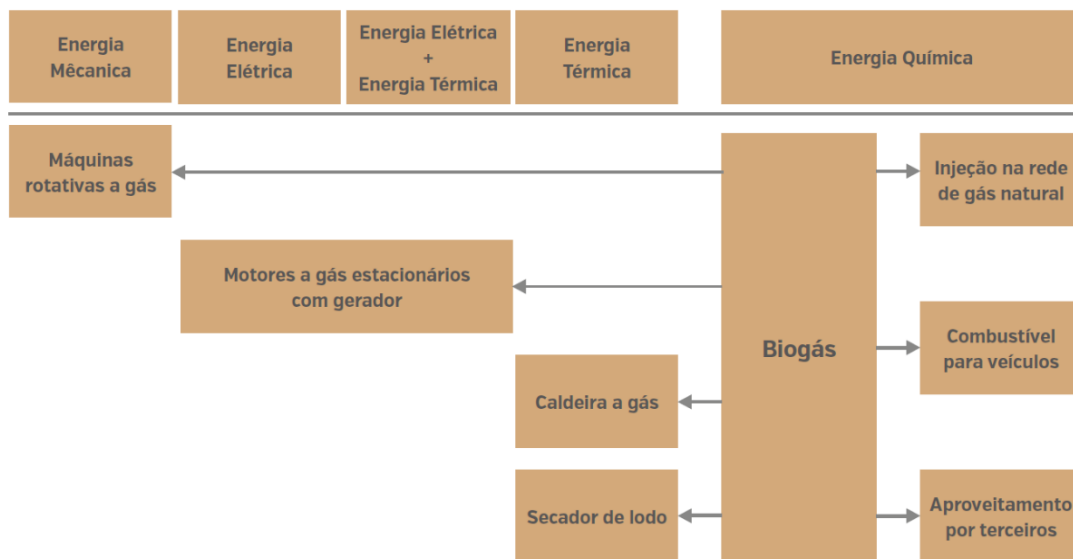 Energia
Mêcanica
Energia
Elétrica
Energia Elétrica
+
Energia Térmica
Energia
Térmica
Energia Química
Máquinas
rotativas a gás
Injeção na rede
de gás natural
Motores a gás estacionários
com gerador
Biogás
Combustível
para veículos
Caldeira a gás
Secador de lodo
Aproveitamento
por terceiros